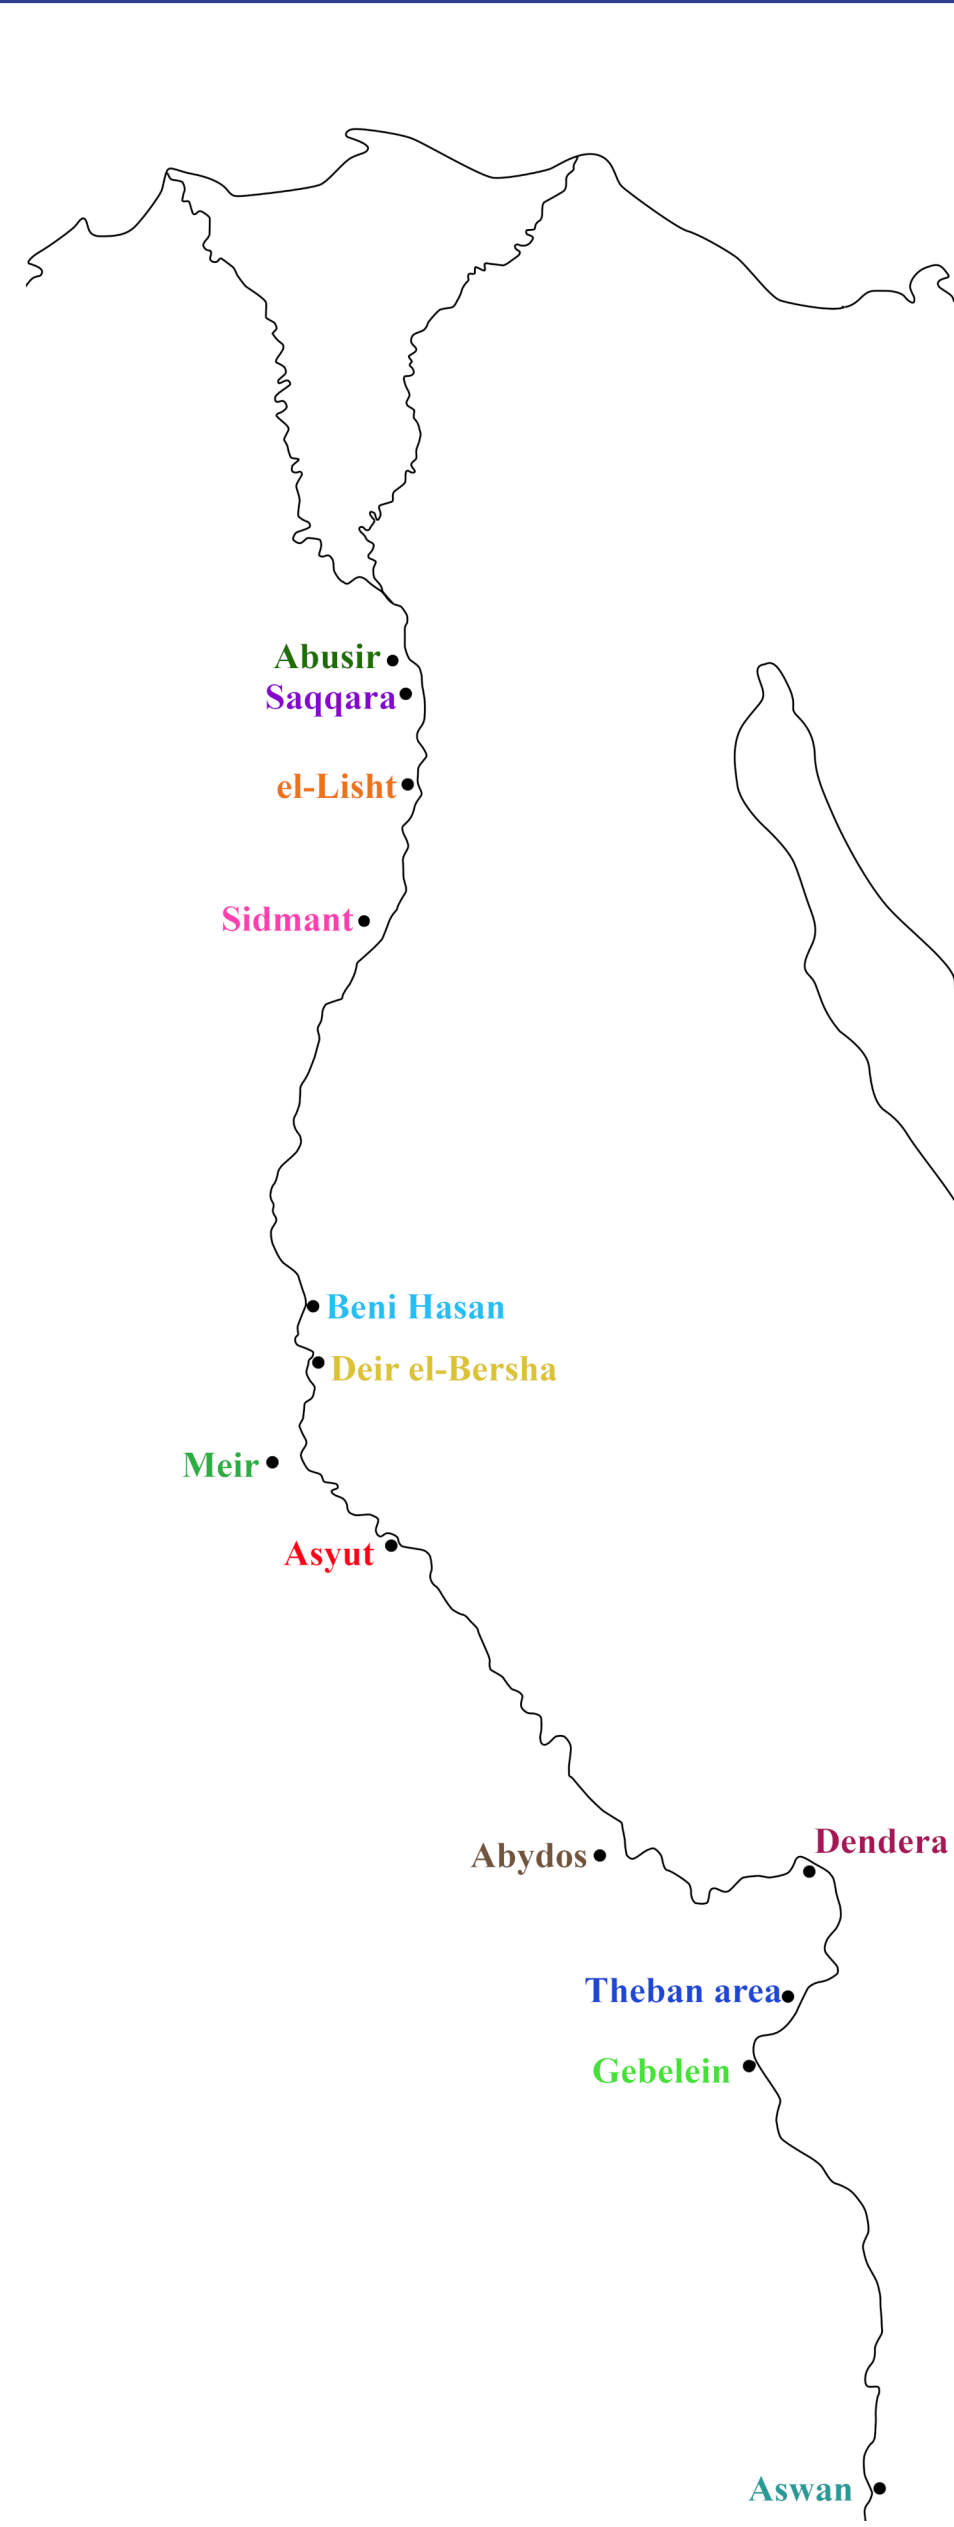 Abusir
Saqqara
el-Lisht
Sidmant
Beni Hasan
Deir el-Bersha
Meir
Asyut
Dendera
Abydos
Theban area
Gebelein
Aswan